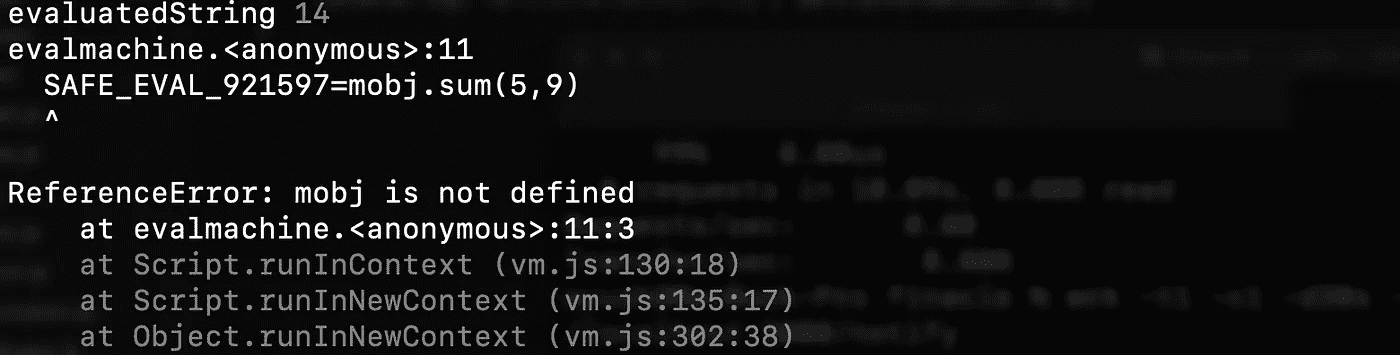 evaluatedString 14
evalmachine.<anonymous>:11
  SAFE_EVAL_921597=mobj.sum(5,9)
  ^
ReferenceError: mobj is not defined
    at evalmachine.<anonymous>:11:3
    at Script.runInContext (vm.js:130:18)
    at Script.runInNewContext (vm.js:135:17)
    at Object.runInNewContext (vm.js:302:38)